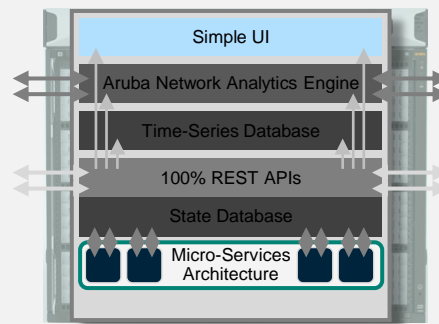 Simple UI
Aruba Network Analytics Engine
Time-Series Database
100% REST APIs
State Database
Micro-Services
Architecture